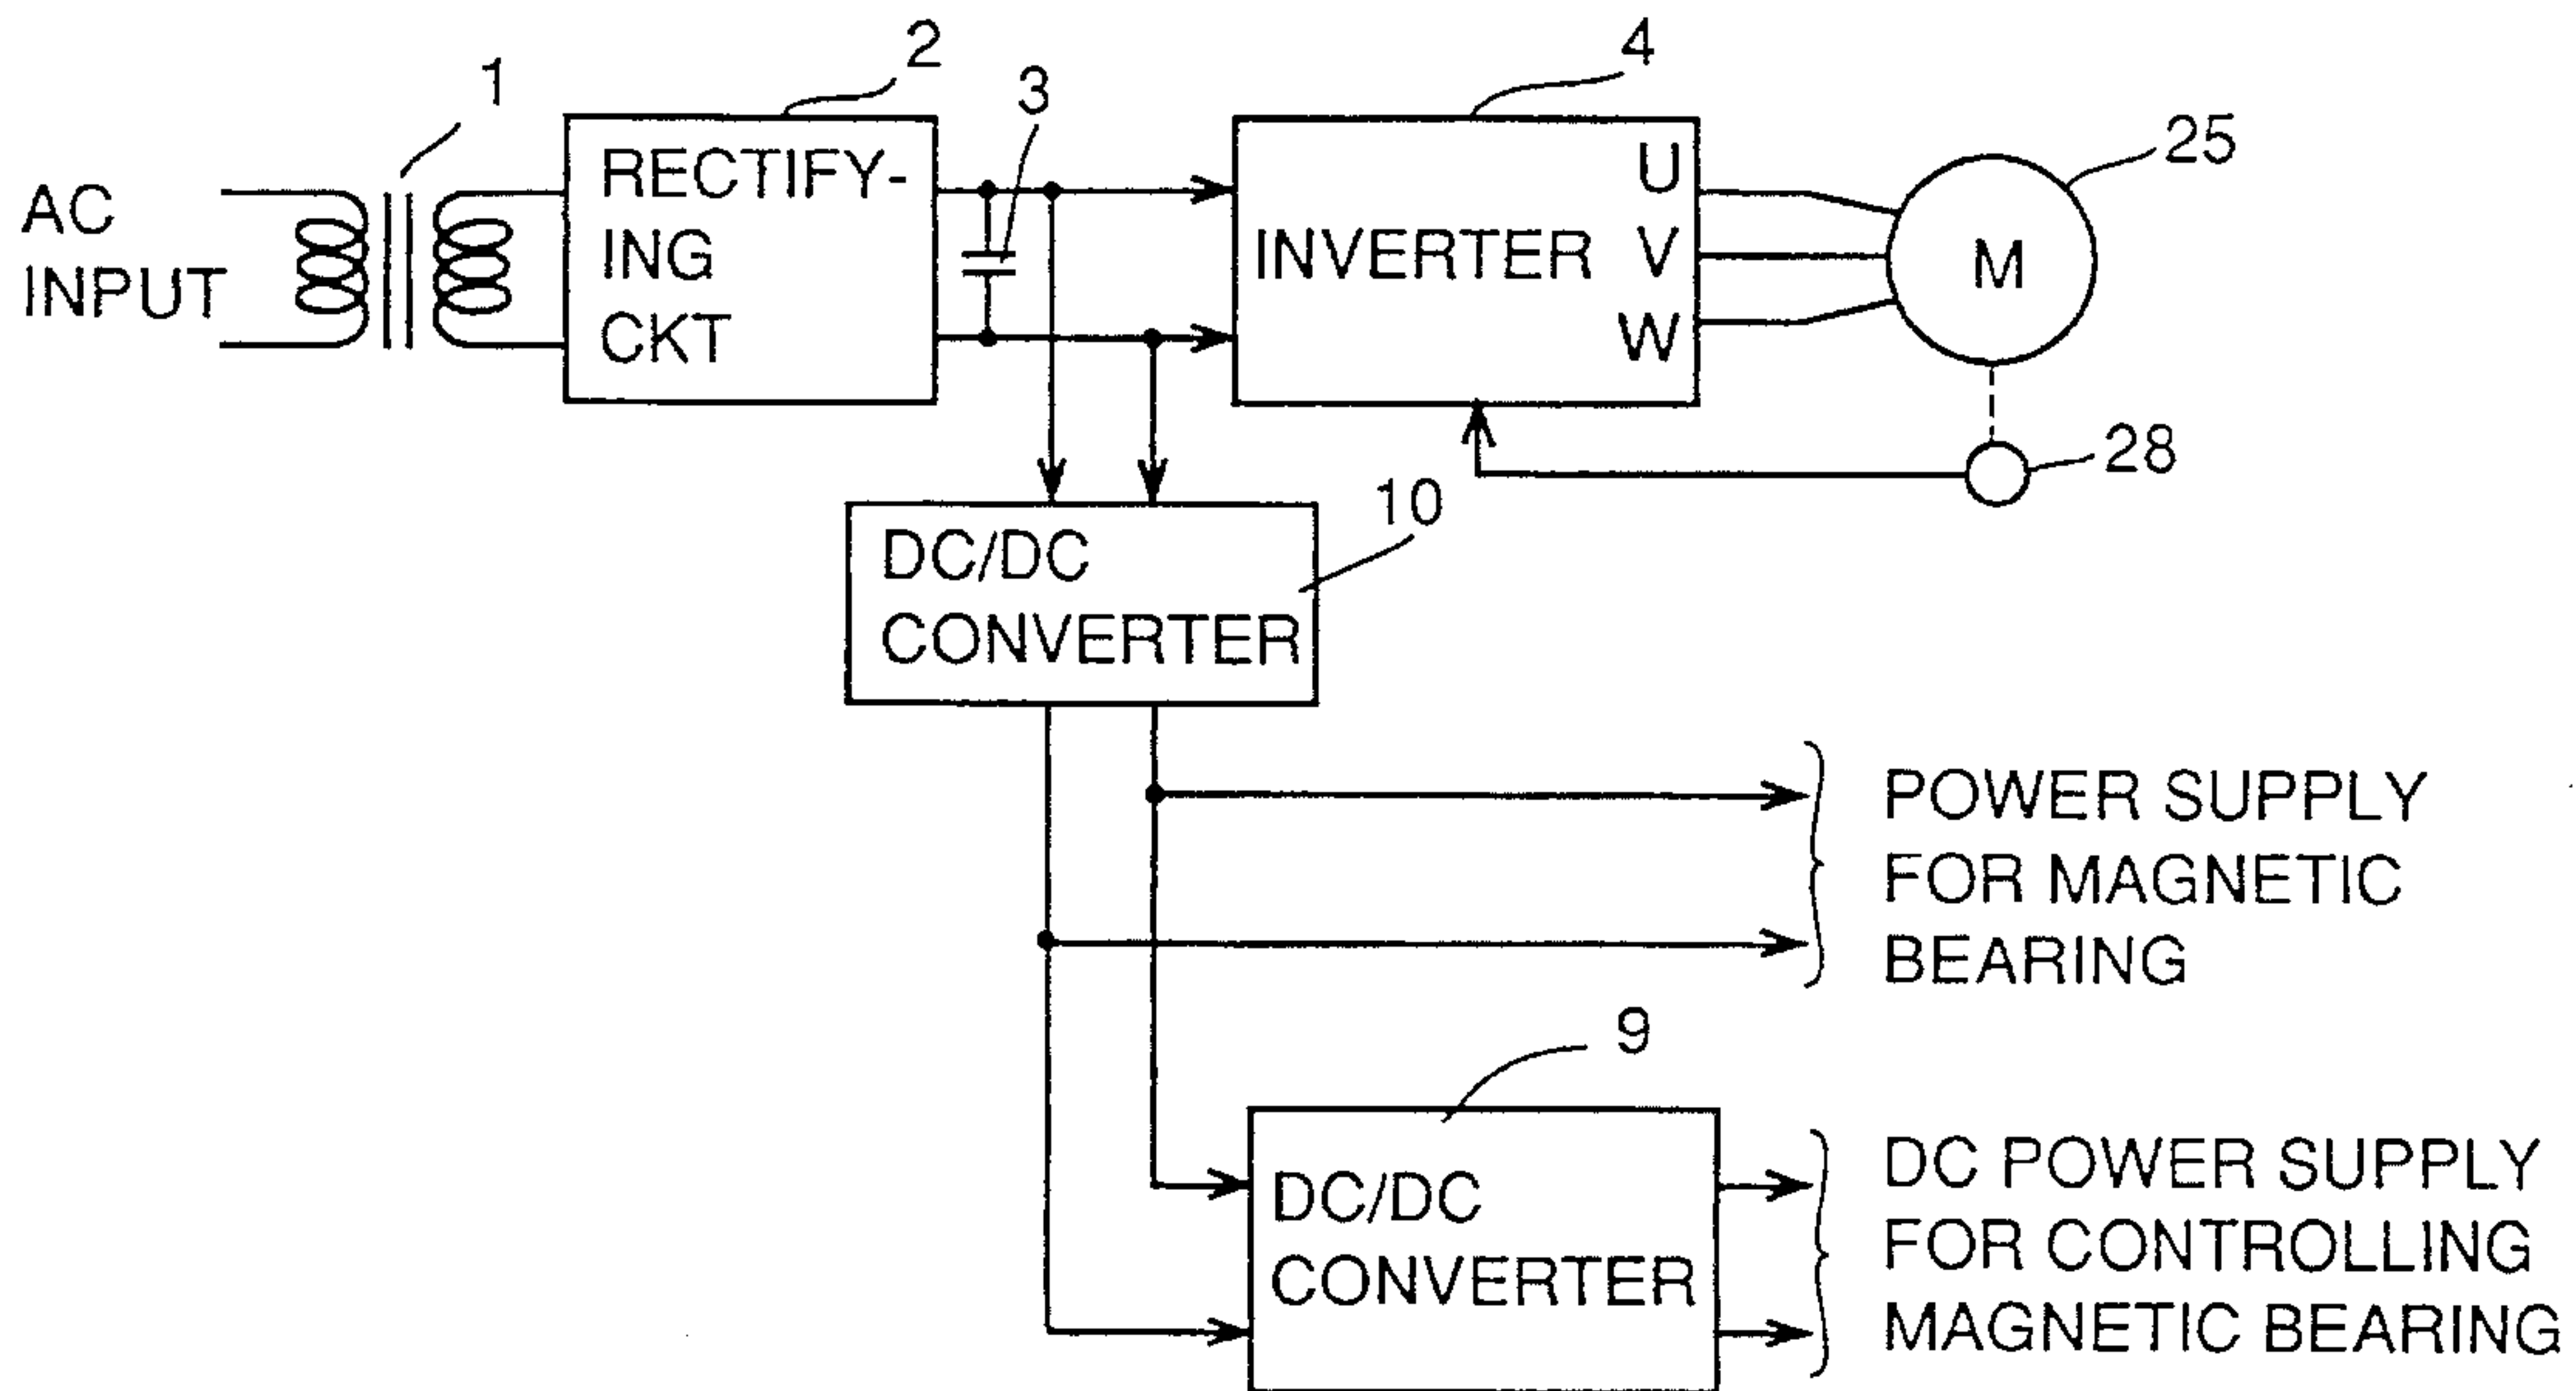 1
2
3
4
25
AC
INPUT
RECTIFY-
ING
CKT
INVERTER
U
V
W
M
28
10
DC/DC
CONVERTER
POWER SUPPLY
FOR MAGNETIC
BEARING
9
DC/DC
CONVERTER
DC POWER SUPPLY
FOR CONTROLLING
MAGNETIC BEARING